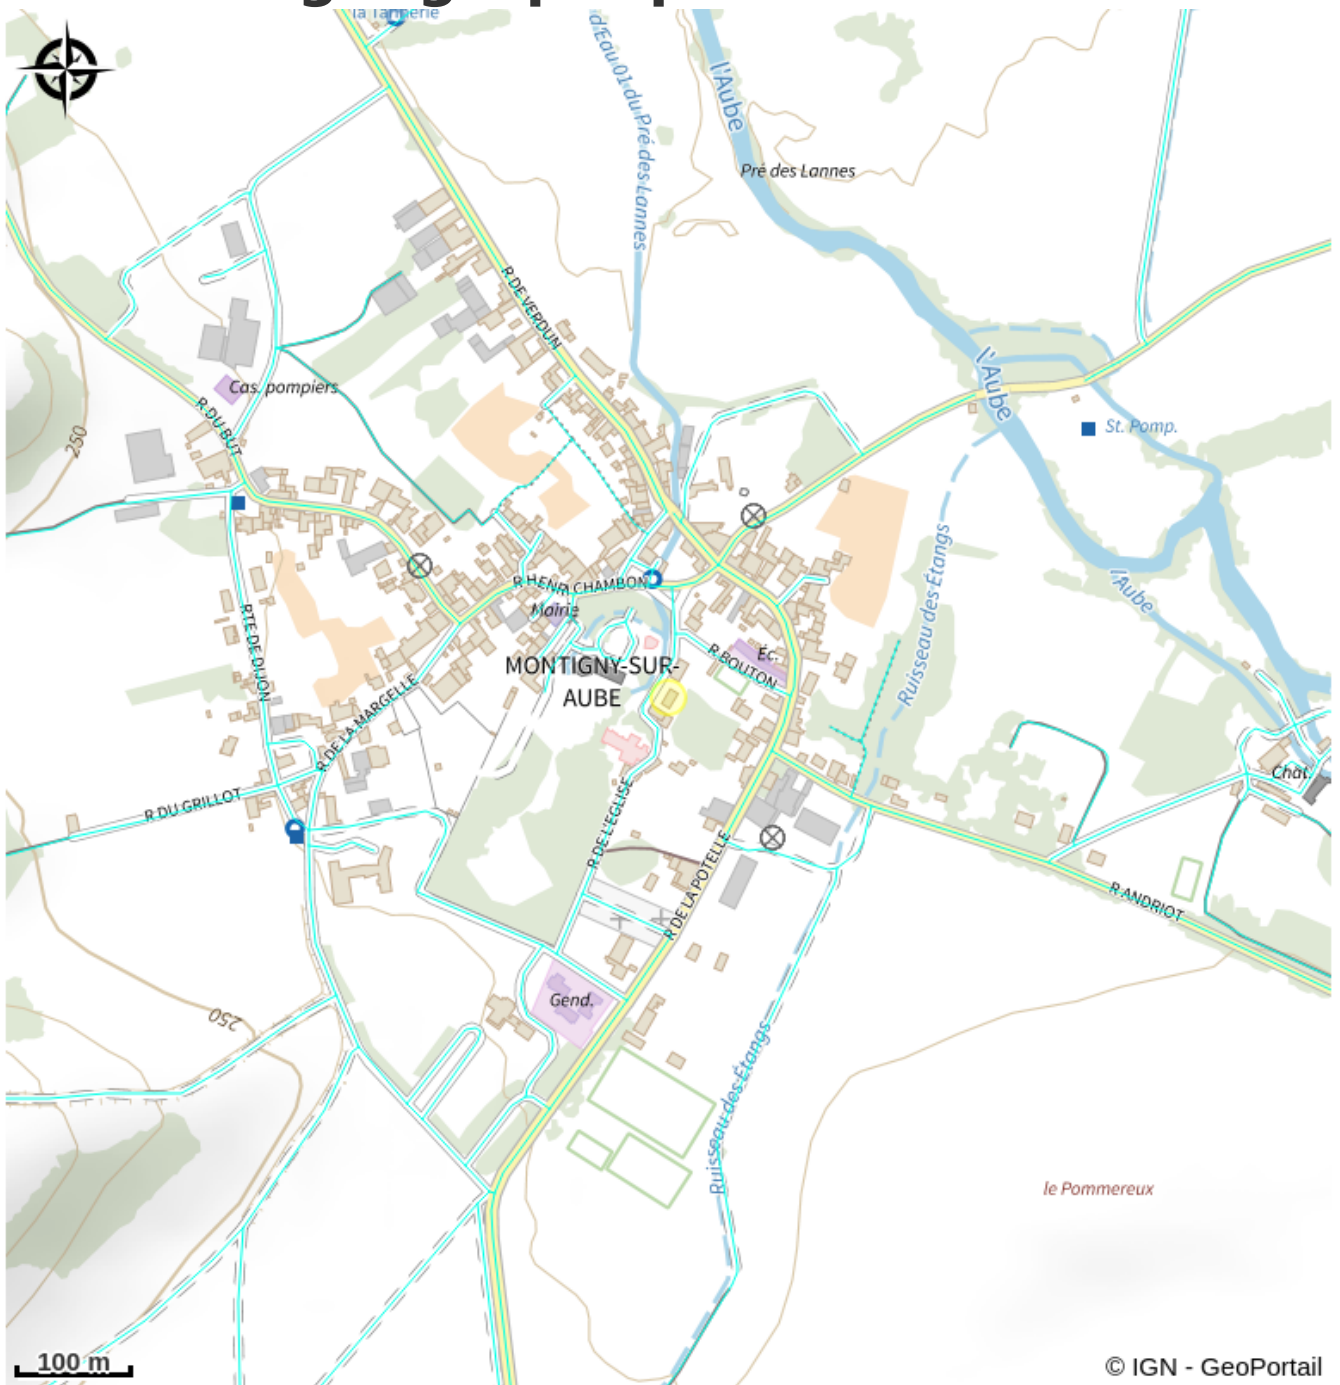 la Tannerie
d'Eau 01 du Pré des Lannes
l'Aube
Pré des Lannes
R DE VERDUN
l'Aube
Cas. pompiers
R DU BUT
St. Pomp.
250
Ruisseau des Étangs
l'Aube
R HENRI CHAMBON
Mairie
RTE DE DIJON
Éc.
R BOUTON
MONTIGNY-SUR-
AUBE
R DE LA MARGELLE
Chat.
R DU GRILLOT
R DE L'EGLISE
R DE LA POTELLE
R ANDRIOT
Gend.
250
Ruisseau des Étangs
le Pommereux
100 m
© IGN - GeoPortail